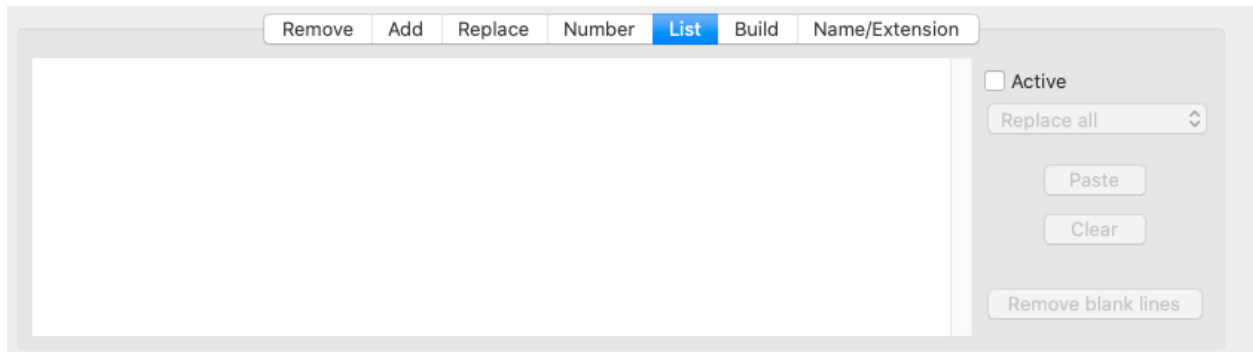 Remove Add Replace Number List Build Name/Extension
Active
Replace all
Paste
Clear
Remove blank lines